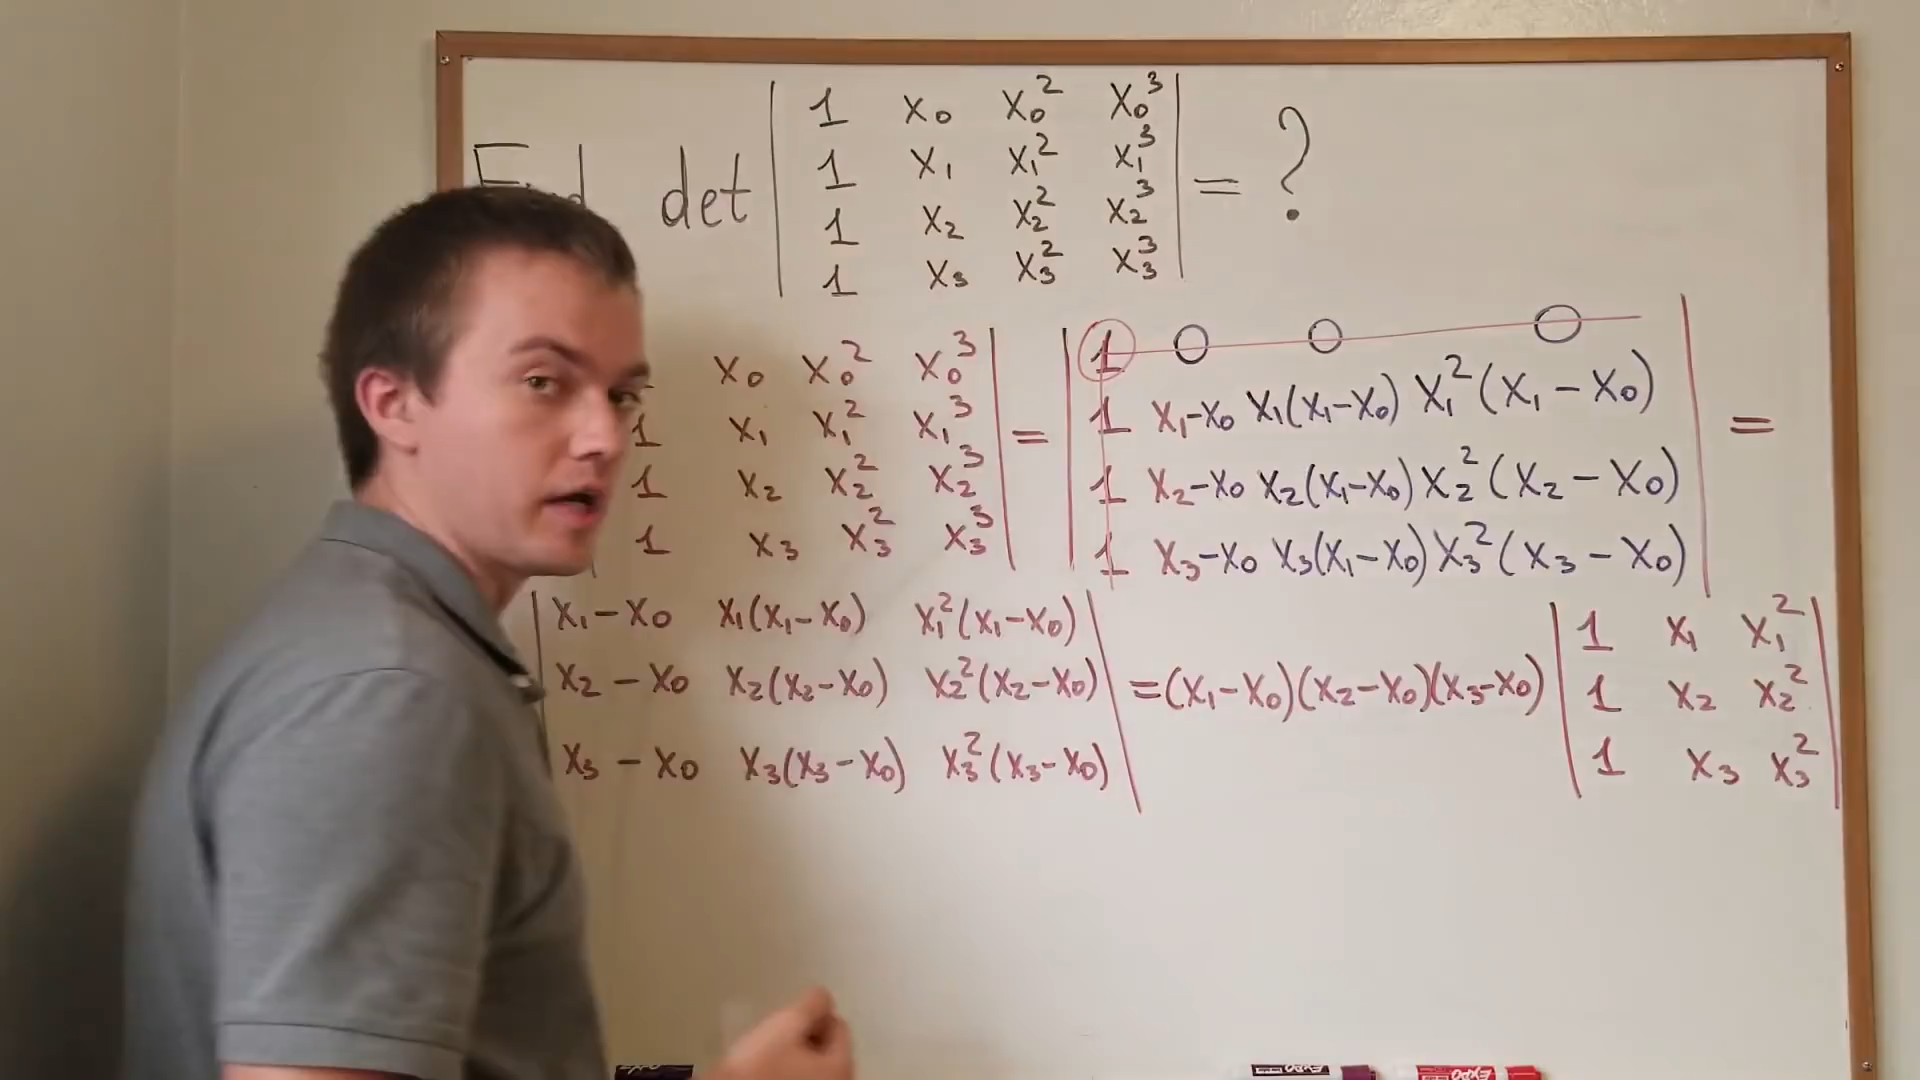 Find det | 1 x₀ x₀² x₀³ | = ?
| 1 x₁ x₁² x₁³ |
| 1 x₂ x₂² x₂³ |
| 1 x₃ x₃² x₃³ |
x₀ x₀² x₀³ | = | 1 0 0 0 | =
1 x₁ x₁² x₁³ | | 1 x₁-x₀ x₁(x₁-x₀) x₁²(x₁-x₀) |
1 x₂ x₂² x₂³ | | 1 x₂-x₀ x₂(x₁-x₀) x₂²(x₂-x₀) |
1 x₃ x₃² x₃³ | | 1 x₃-x₀ x₃(x₁-x₀) x₃²(x₃-x₀) |
| x₁-x₀ x₁(x₁-x₀) x₁²(x₁-x₀) | | 1 x₁ x₁² |
| x₂-x₀ x₂(x₂-x₀) x₂²(x₂-x₀) | =(x₁-x₀)(x₂-x₀)(x₃-x₀) | 1 x₂ x₂² |
| x₃-x₀ x₃(x₃-x₀) x₃²(x₃-x₀) | | 1 x₃ x₃² |
EXPO EXPO